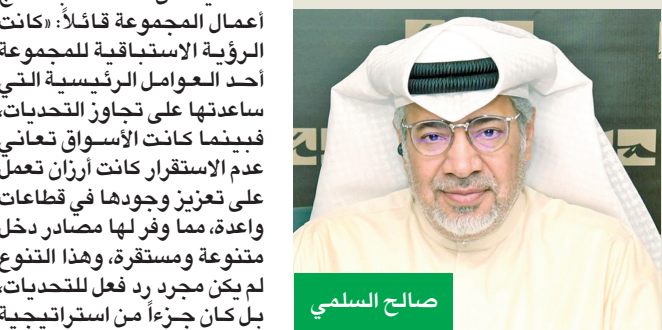 أعمال المجموعة قائلاً: «كانت
الرؤية الاستباقية للمجموعة
أحد العوامل الرئيسية التي
ساعدتها على تجاوز التحديات،
فبينما كانت الأسواق تعاني
عدم الاستقرار كانت أرزان تعمل
على تعزيز وجودها في قطاعات
واعدة، مما وفر لها مصادر دخل
متنوعة ومستقرة، وهذا التنوع
لم يكن مجرد رد فعل للتحديات،
بل كان جزءاً من استراتيجية
صالح السلمي